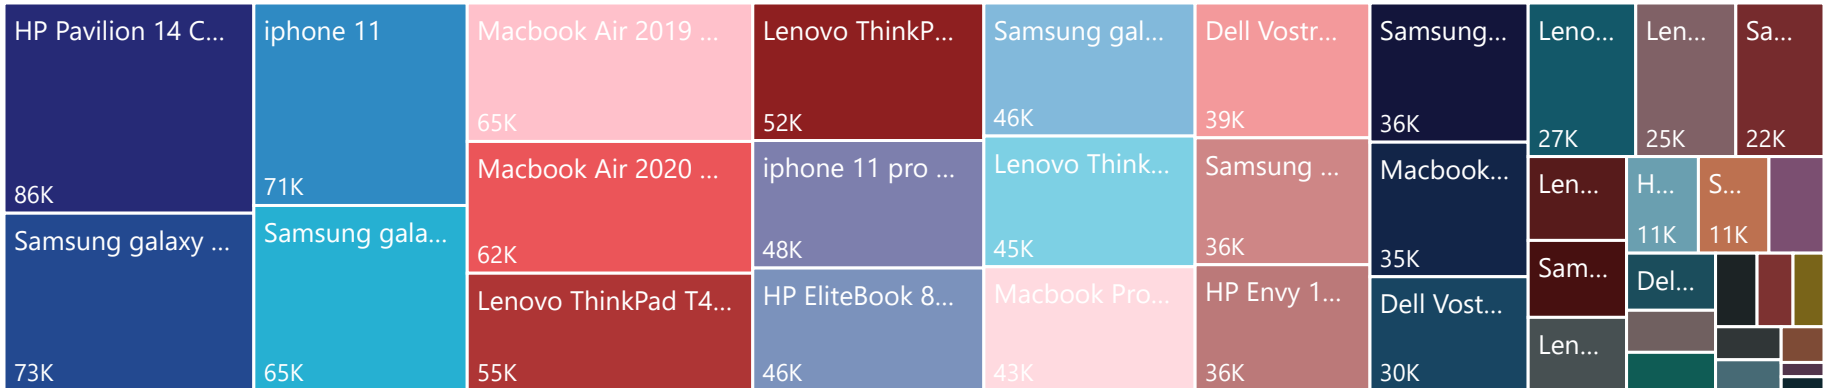 HP Pavilion 14 C...
86K
Samsung galaxy ...
73K
iphone 11
71K
Samsung gala...
65K
Macbook Air 2019 ...
65K
Macbook Air 2020 ...
62K
Lenovo ThinkPad T4...
55K
Lenovo ThinkP...
52K
iphone 11 pro ...
48K
HP EliteBook 8...
46K
Samsung gal...
46K
Lenovo Think...
45K
Macbook Pro...
43K
Dell Vostr...
39K
Samsung ...
36K
HP Envy 1...
36K
Samsung...
36K
Macbook...
35K
Dell Vost...
30K
Leno...
27K
Len...
25K
Sa...
22K
Len...
Sam...
Len...
H...
11K
S...
11K
Del...